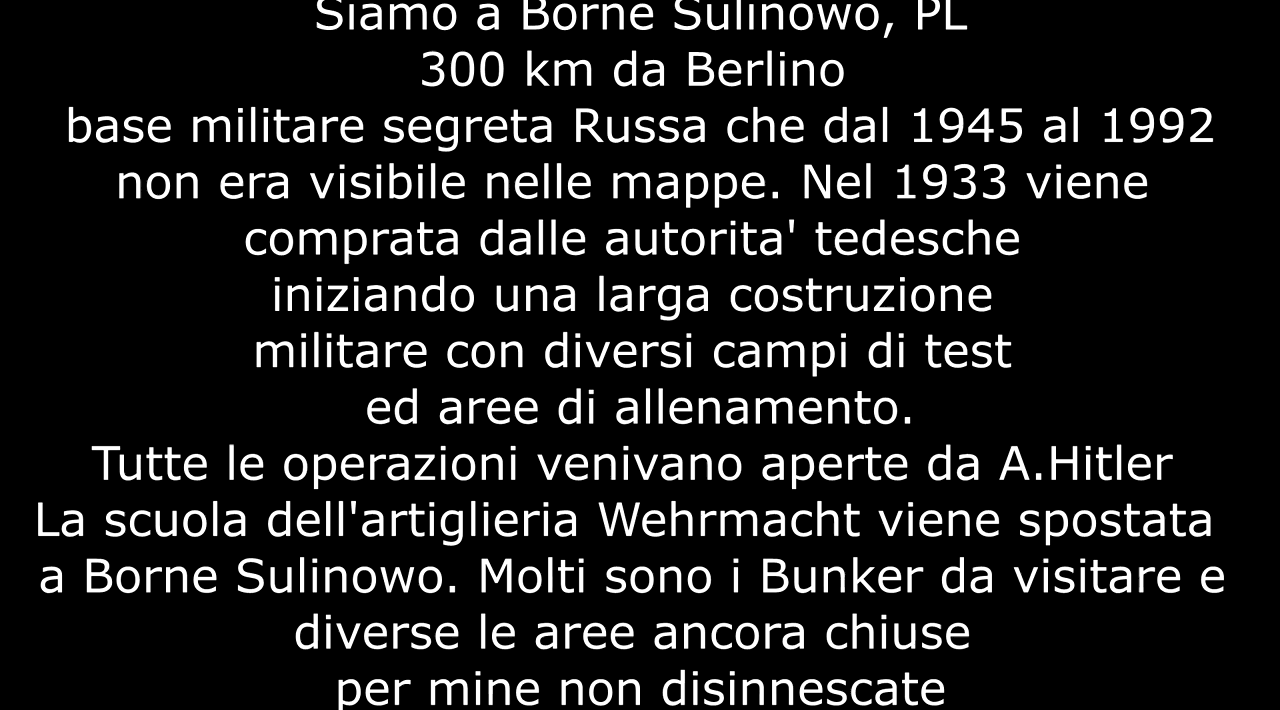 Siamo a Borne Sulinowo, PL
300 km da Berlino
base militare segreta Russa che dal 1945 al 1992
non era visibile nelle mappe. Nel 1933 viene
comprata dalle autorita' tedesche
iniziando una larga costruzione
militare con diversi campi di test
ed aree di allenamento.
Tutte le operazioni venivano aperte da A.Hitler
La scuola dell'artiglieria Wehrmacht viene spostata
a Borne Sulinowo. Molti sono i Bunker da visitare e
diverse le aree ancora chiuse
per mine non disinnescate